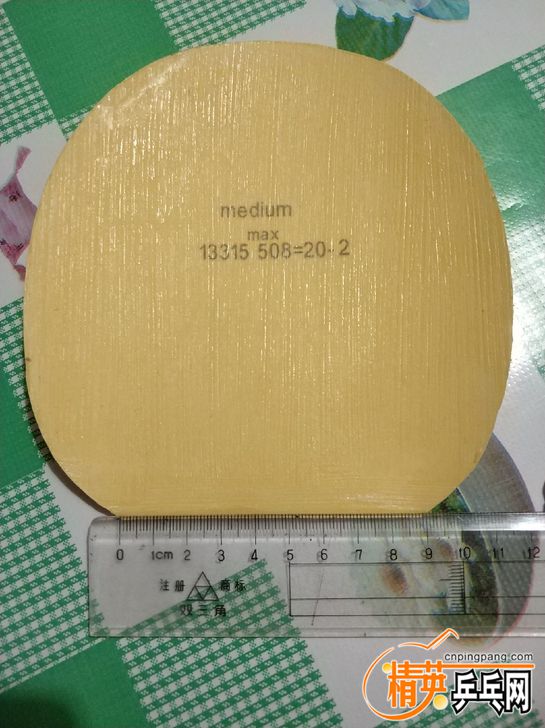 medium
max
13315 508=20-2
0 1cm 2 3 4 5 6 7 8 9 10 11 12
注册 商标
双三角
cnpingpang.com
精英乒乓网